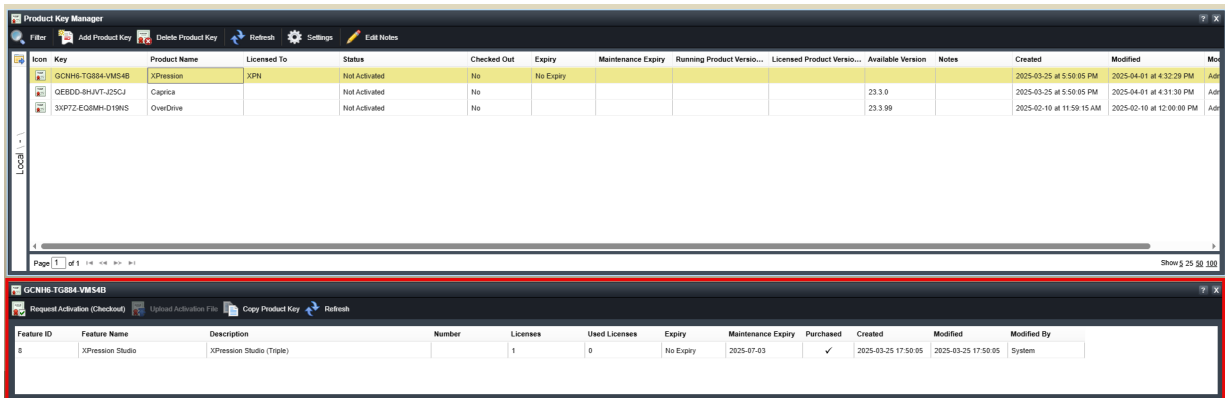 Product Key Manager ? X
Filter Add Product Key Delete Product Key Refresh Settings Edit Notes
Icon Key Product Name Licensed To Status Checked Out Expiry Maintenance Expiry Running Product Versio... Licensed Product Versio... Available Version Notes Created Modified Mod
GCNH6-TG884-VMS4B XPression XPN Not Activated No No Expiry 2025-03-25 at 5:50:05 PM 2025-04-01 at 4:32:29 PM Adr
QEBDD-8HJVT-J25CJ Caprica Not Activated No 23.3.0 2025-03-25 at 5:50:05 PM 2025-04-01 at 4:31:30 PM Adr
3XP7Z-EQ8MH-D19NS OverDrive Not Activated No 23.3.99 2025-02-10 at 11:59:15 AM 2025-02-10 at 12:00:00 PM Adr
Local
Page 1 of 1 Show 5 25 50 100
GCNH6-TG884-VMS4B ? X
Request Activation (Checkout) Upload Activation File Copy Product Key Refresh
Feature ID Feature Name Description Number Licenses Used Licenses Expiry Maintenance Expiry Purchased Created Modified Modified By
8 XPression Studio XPression Studio (Triple) 1 0 No Expiry 2025-07-03 ✓ 2025-03-25 17:50:05 2025-03-25 17:50:05 System